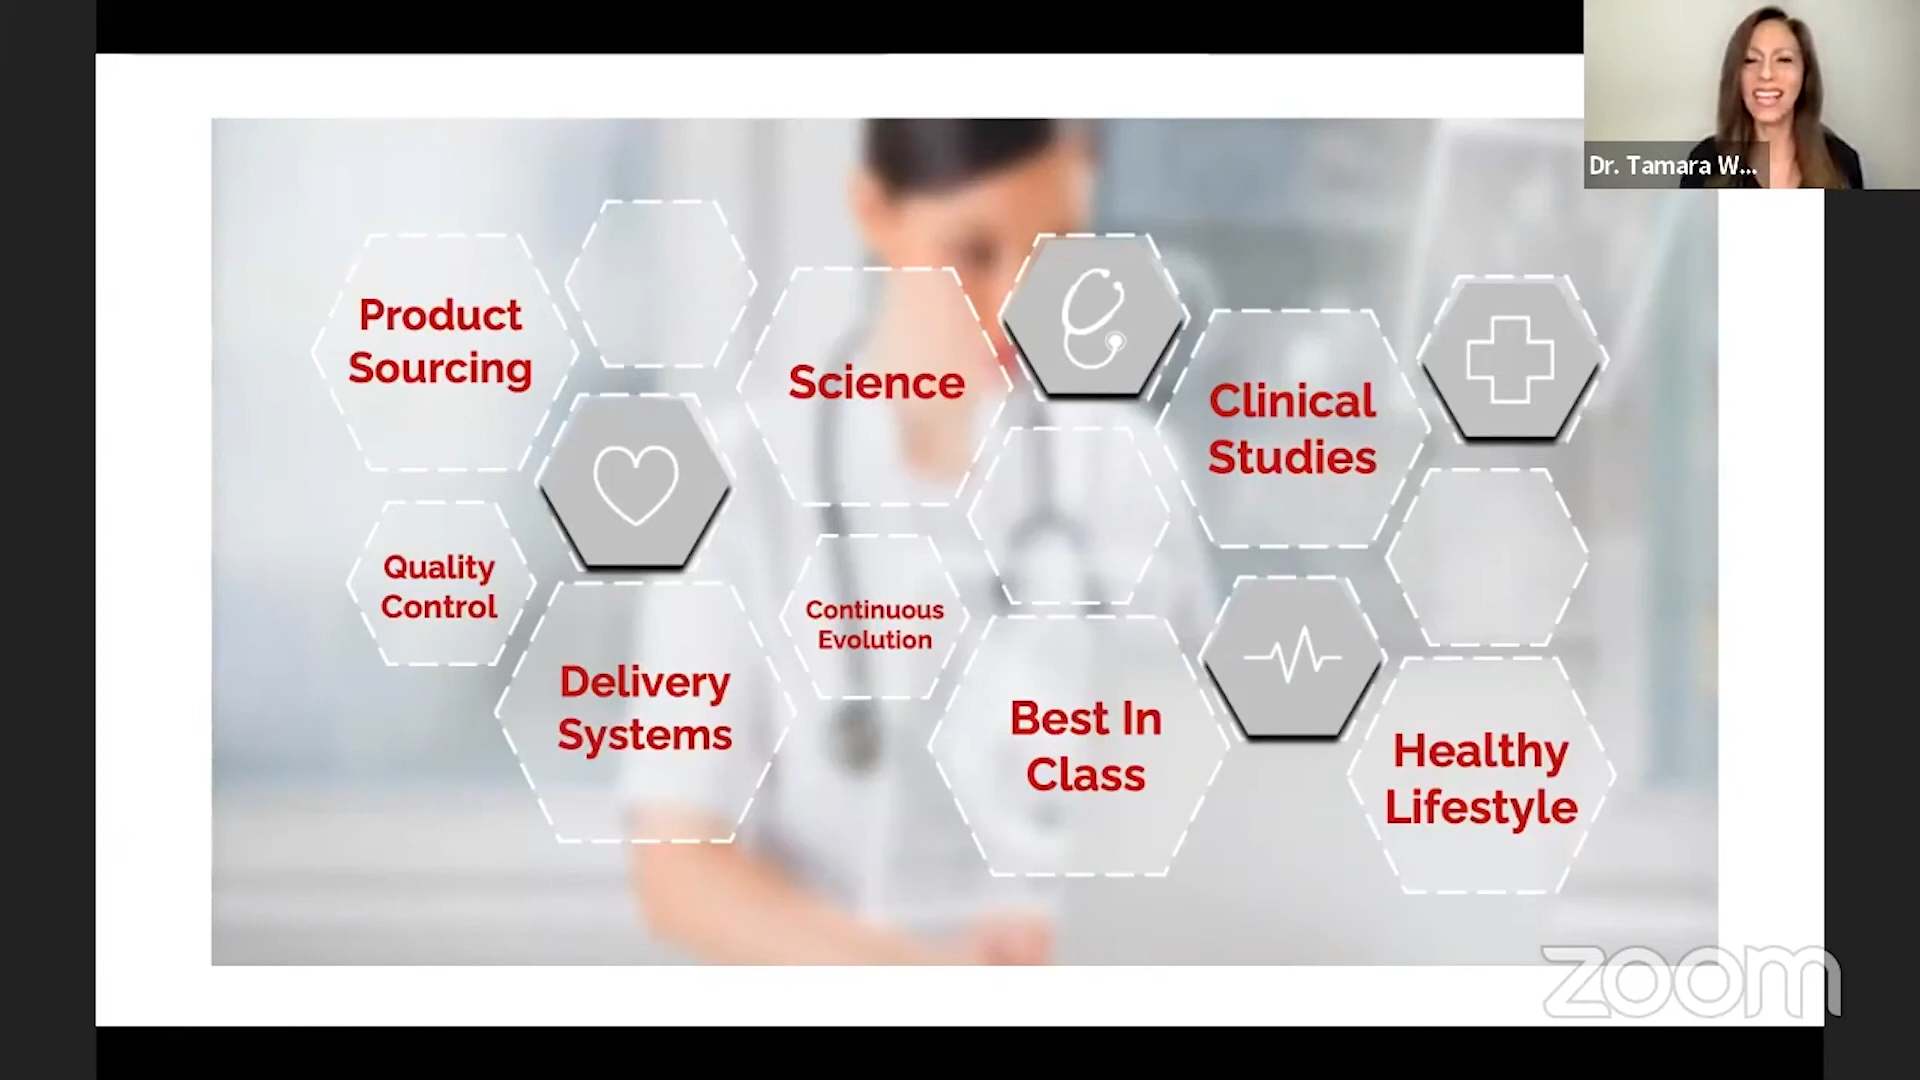 Dr. Tamara W...
Product
Sourcing
Science
Clinical
Studies
Quality
Control
Continuous
Evolution
Delivery
Systems
Best In
Class
Healthy
Lifestyle
zoom